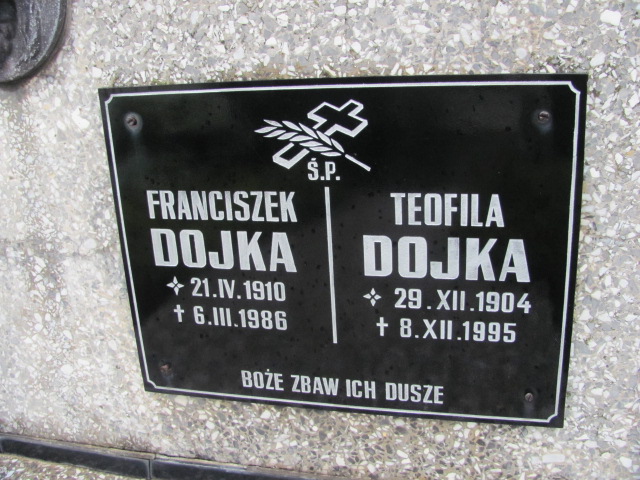 Ś.P.
FRANCISZEK
DOJKA
21.IV.1910
† 6.III.1986
TEOFILA
DOJKA
29.XII.1904
† 8.XII.1995
BOŻE ZBAW ICH DUSZE